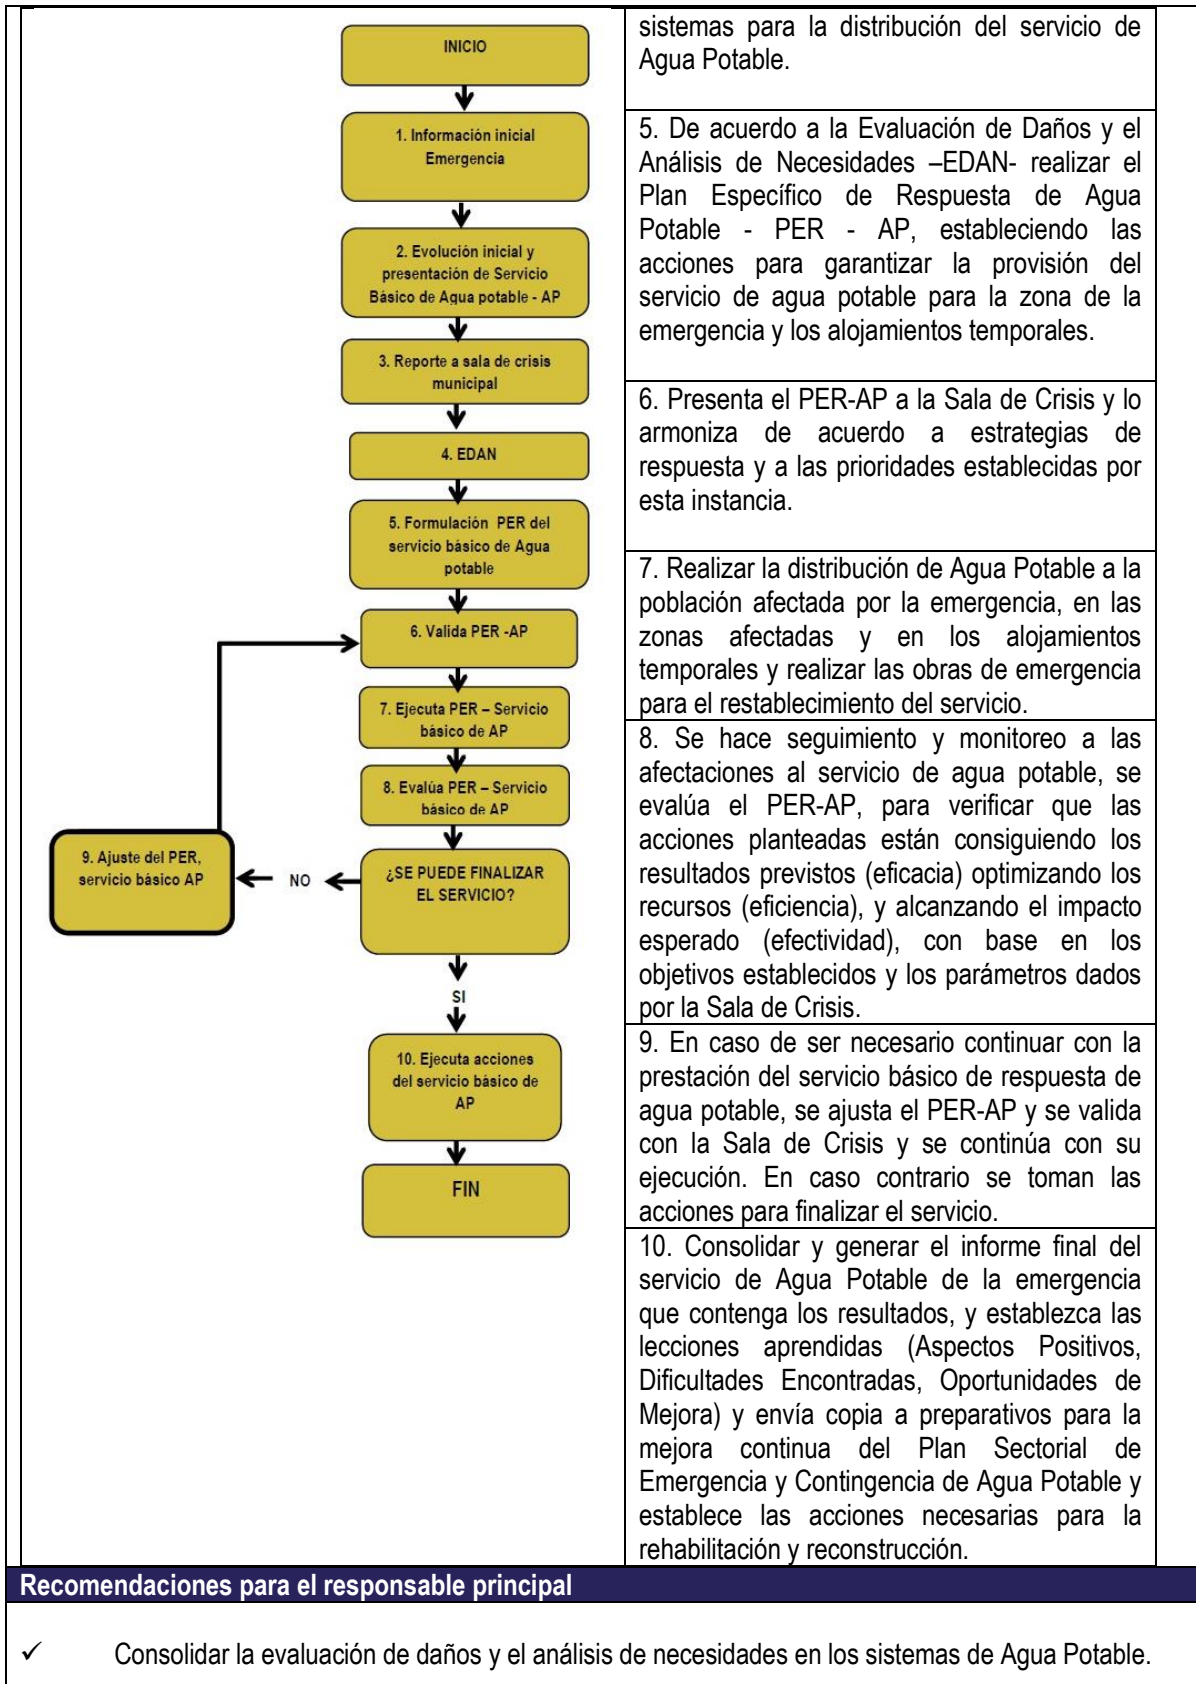 INICIO
1. Información inicial
Emergencia
2. Evolución inicial y
presentación de Servicio
Básico de Agua potable - AP
3. Reporte a sala de crisis
municipal
4. EDAN
5. Formulación PER del
servicio básico de Agua
potable
6. Valida PER -AP
7. Ejecuta PER – Servicio
básico de AP
8. Evalúa PER – Servicio
básico de AP
9. Ajuste del PER,
servicio básico AP
NO
¿SE PUEDE FINALIZAR
EL SERVICIO?
SI
10. Ejecuta acciones
del servicio básico de
AP
FIN
sistemas para la distribución del servicio de
Agua Potable.
5. De acuerdo a la Evaluación de Daños y el
Análisis de Necesidades –EDAN- realizar el
Plan Específico de Respuesta de Agua
Potable - PER - AP, estableciendo las
acciones para garantizar la provisión del
servicio de agua potable para la zona de la
emergencia y los alojamientos temporales.
6. Presenta el PER-AP a la Sala de Crisis y lo
armoniza de acuerdo a estrategias de
respuesta y a las prioridades establecidas por
esta instancia.
7. Realizar la distribución de Agua Potable a la
población afectada por la emergencia, en las
zonas afectadas y en los alojamientos
temporales y realizar las obras de emergencia
para el restablecimiento del servicio.
8. Se hace seguimiento y monitoreo a las
afectaciones al servicio de agua potable, se
evalúa el PER-AP, para verificar que las
acciones planteadas están consiguiendo los
resultados previstos (eficacia) optimizando los
recursos (eficiencia), y alcanzando el impacto
esperado (efectividad), con base en los
objetivos establecidos y los parámetros dados
por la Sala de Crisis.
9. En caso de ser necesario continuar con la
prestación del servicio básico de respuesta de
agua potable, se ajusta el PER-AP y se valida
con la Sala de Crisis y se continúa con su
ejecución. En caso contrario se toman las
acciones para finalizar el servicio.
10. Consolidar y generar el informe final del
servicio de Agua Potable de la emergencia
que contenga los resultados, y establezca las
lecciones aprendidas (Aspectos Positivos,
Dificultades Encontradas, Oportunidades de
Mejora) y envía copia a preparativos para la
mejora continua del Plan Sectorial de
Emergencia y Contingencia de Agua Potable y
establece las acciones necesarias para la
rehabilitación y reconstrucción.
Recomendaciones para el responsable principal
✓ Consolidar la evaluación de daños y el análisis de necesidades en los sistemas de Agua Potable.